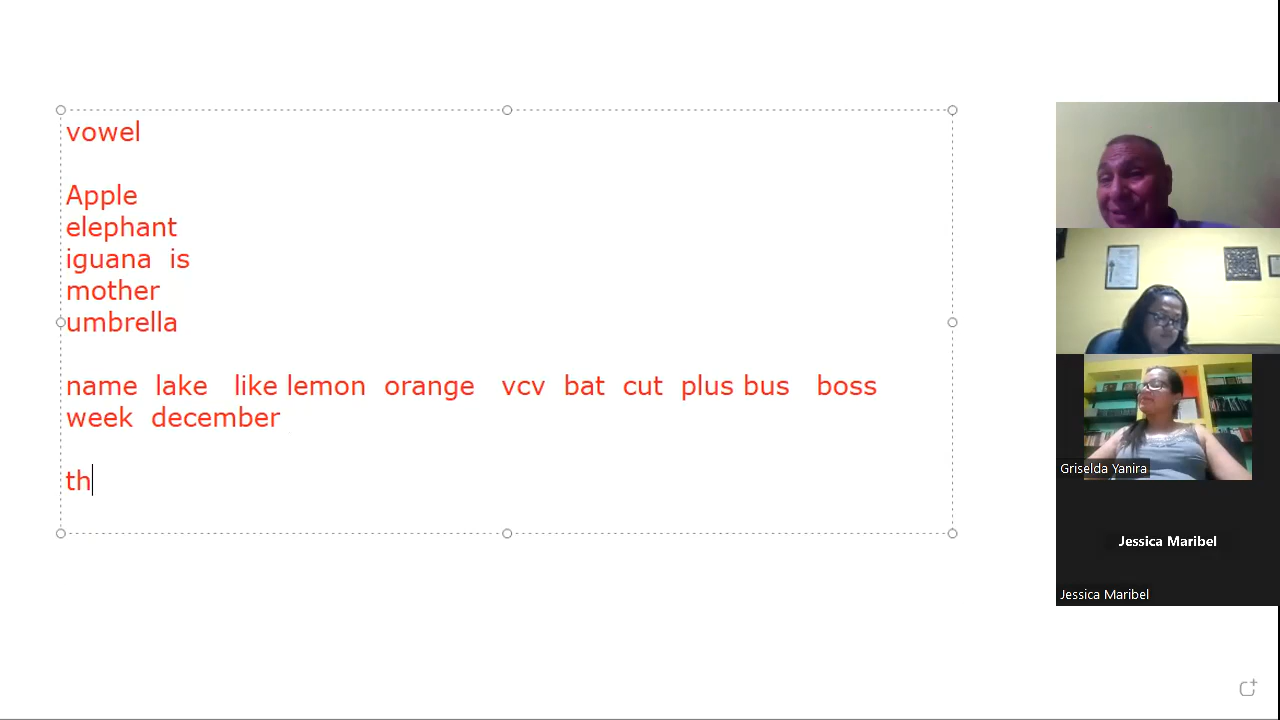 vowel
Apple
elephant
iguana is
mother
umbrella
name lake like lemon orange vcv bat cut plus bus boss
week december
th
Griselda Yanira
Jessica Maribel
Jessica Maribel